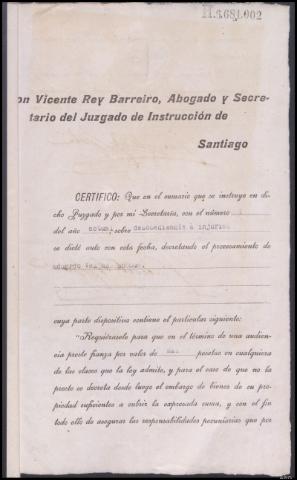 H.3681.002
on Vicente Rey Barreiro, Abogado y Secre-
tario del Juzgado de Instrucción de
Santiago
CERTIFICO: Que en el sumario que se instruye en di-
cho Juzgado y por mi Secretaría, con el número
del año actual sobre desobediencia e injurias
se dictó auto con esta fecha, decretando el procesamiento de
Eduardo
cuya parte dispositiva contiene el particular siguiente:
«Requiérasele para que en el término de una audien-
cia preste fianza por valor de mil pesetas en cualquiera
de las clases que la ley admite, y para el caso de que no la
preste se decreta desde luego el embargo de bienes de su pro-
piedad suficientes a cubrir la expresada suma, y con el fin
todo ello de asegurar las responsabilidades pecuniarias que por